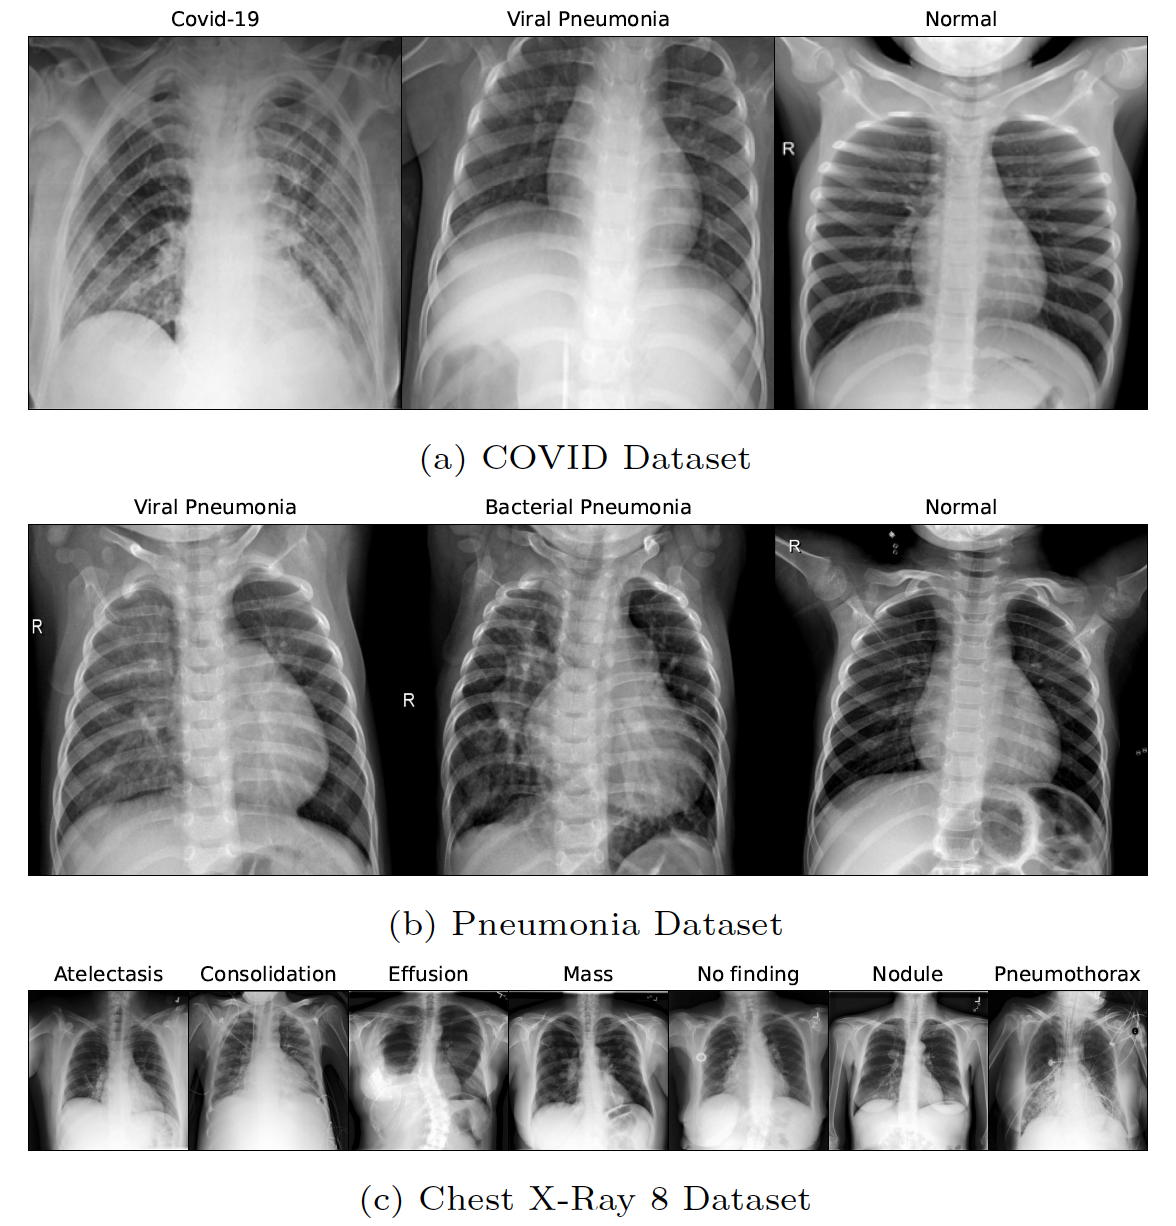 Covid-19 Viral Pneumonia Normal
R
(a) COVID Dataset
Viral Pneumonia Bacterial Pneumonia Normal
R
R
R
(b) Pneumonia Dataset
Atelectasis Consolidation Effusion Mass No finding Nodule Pneumothorax
(c) Chest X-Ray 8 Dataset